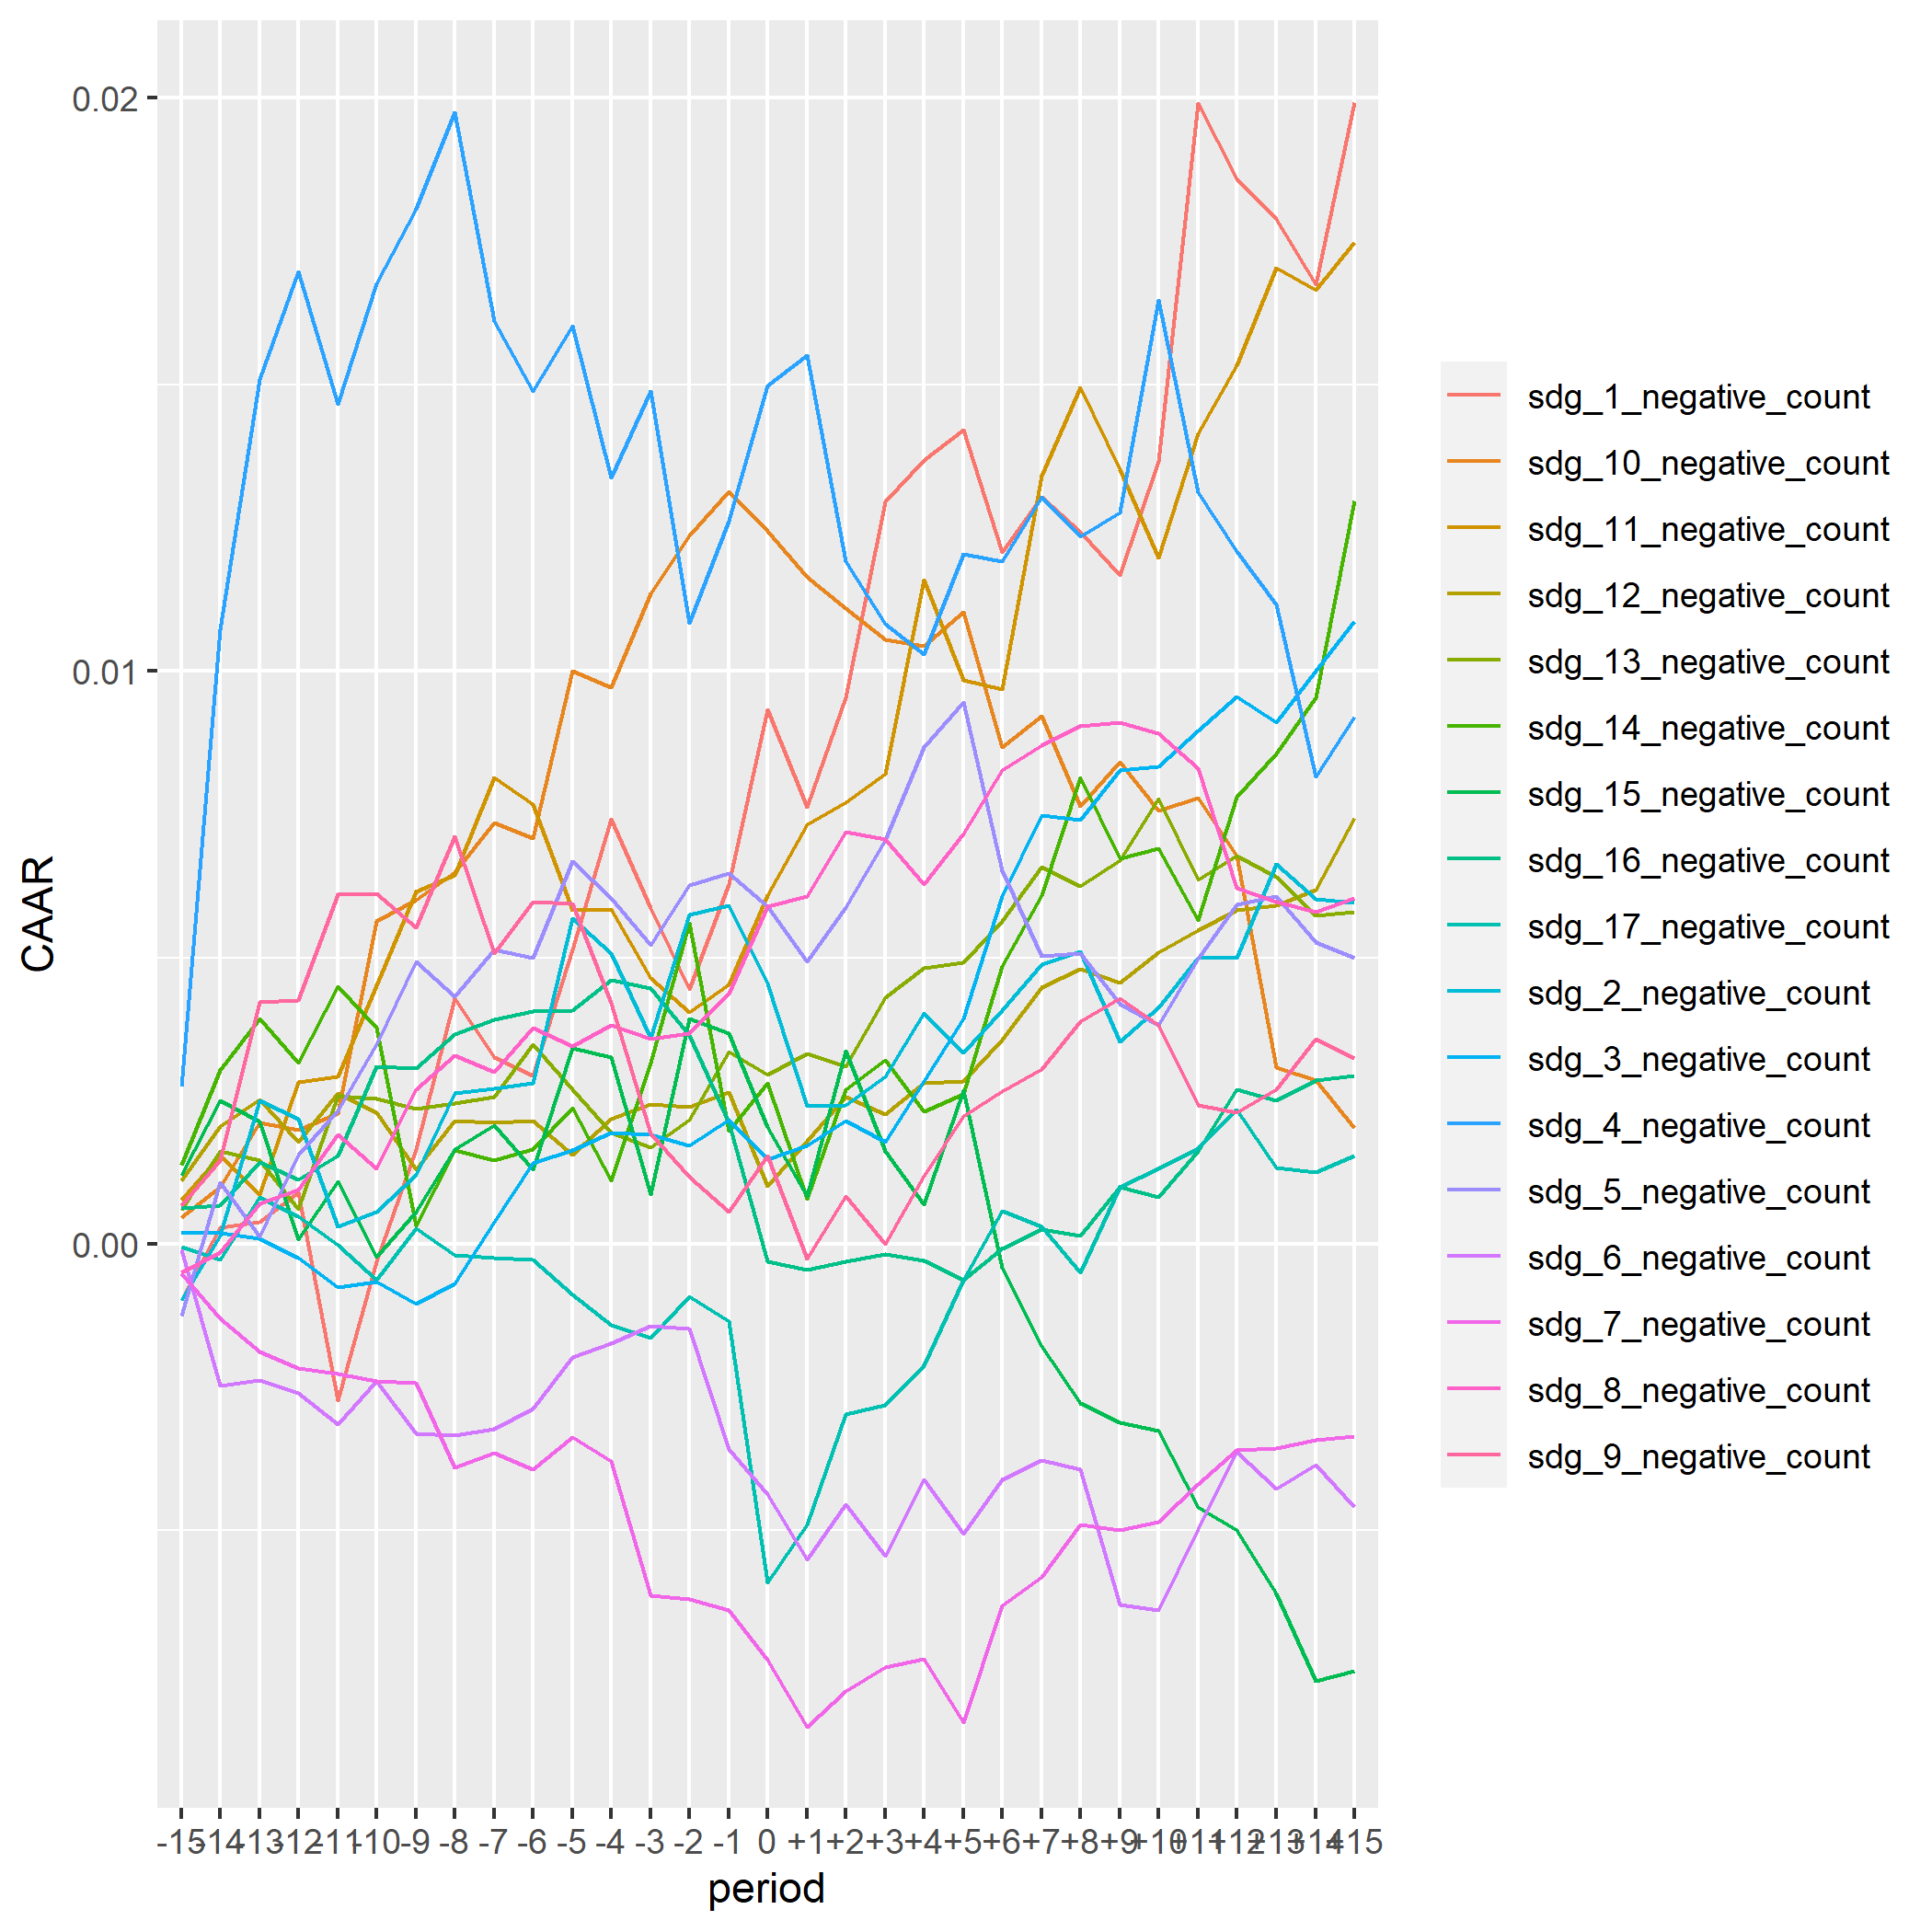 0.02
0.01
0.00
CAAR
-15 -14 -13 -12 -11 -10 -9 -8 -7 -6 -5 -4 -3 -2 -1 0 +1 +2 +3 +4 +5 +6 +7 +8 +9 +10 +11 +12 +13 +14 +15
period
sdg_1_negative_count
sdg_10_negative_count
sdg_11_negative_count
sdg_12_negative_count
sdg_13_negative_count
sdg_14_negative_count
sdg_15_negative_count
sdg_16_negative_count
sdg_17_negative_count
sdg_2_negative_count
sdg_3_negative_count
sdg_4_negative_count
sdg_5_negative_count
sdg_6_negative_count
sdg_7_negative_count
sdg_8_negative_count
sdg_9_negative_count